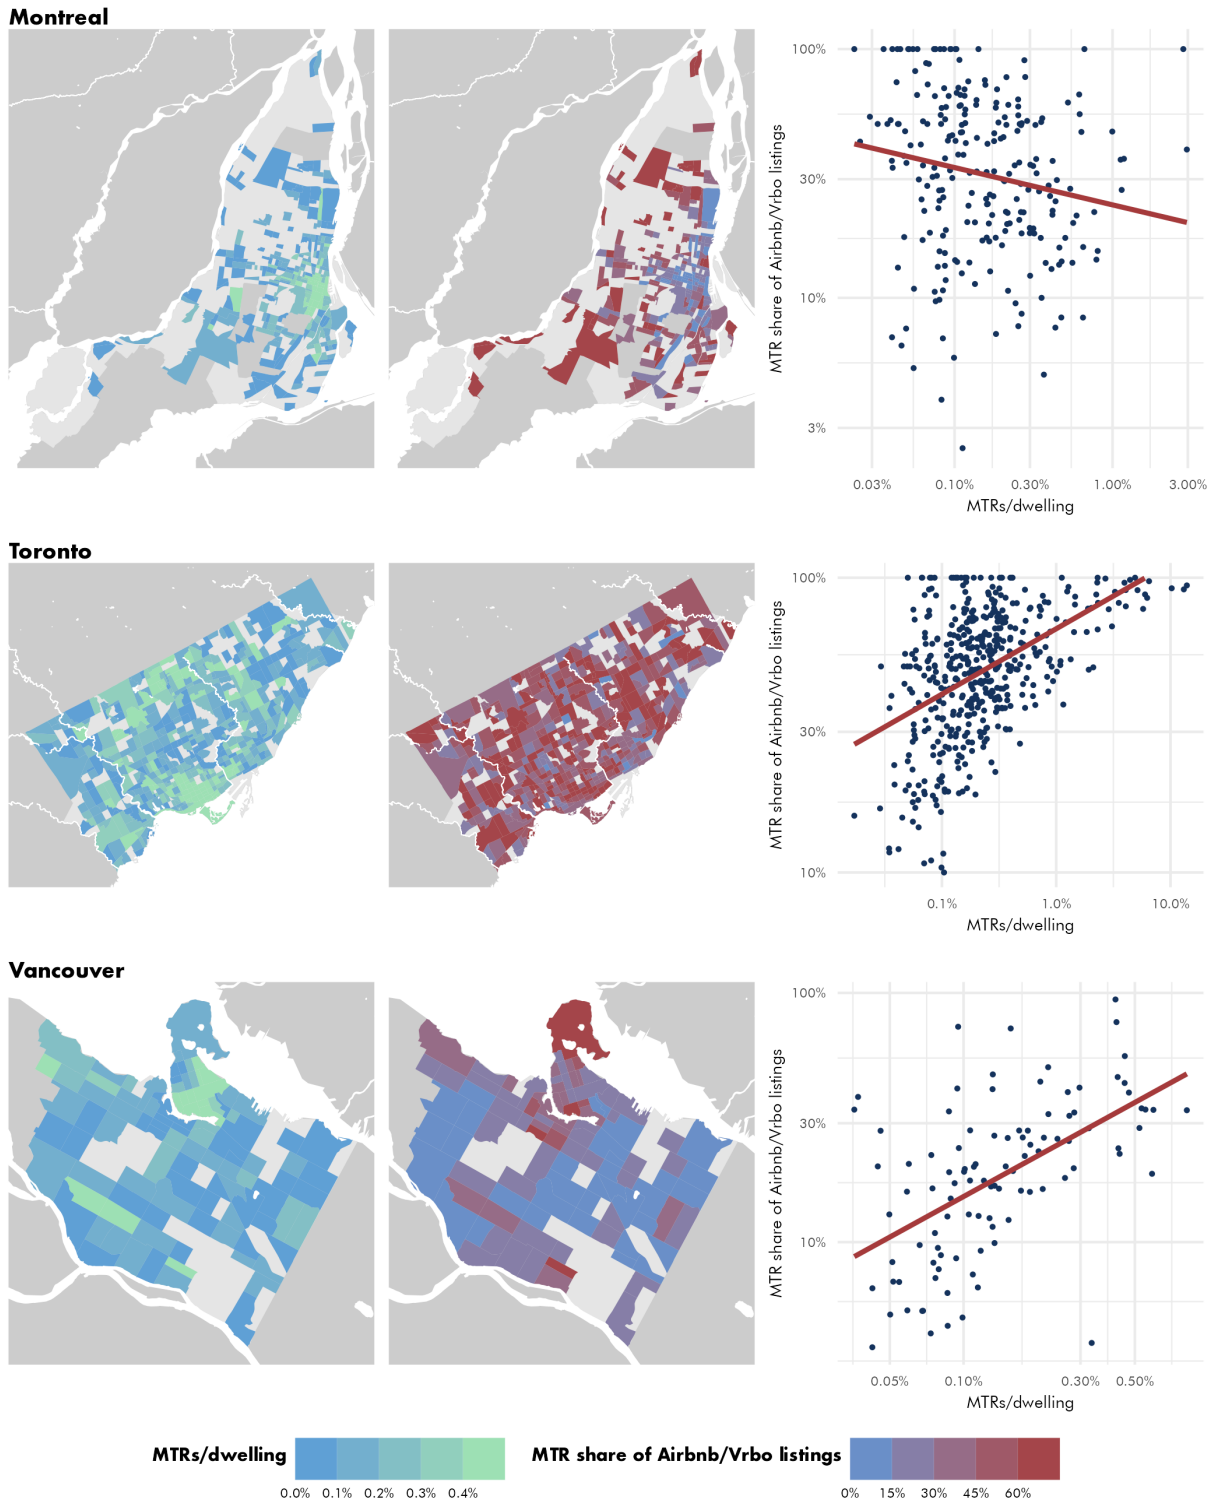 Montreal
100%
30%
10%
3%
MTR share of Airbnb/Vrbo listings
0.03% 0.10% 0.30% 1.00% 3.00%
MTRs/dwelling
Toronto
100%
30%
10%
MTR share of Airbnb/Vrbo listings
0.1% 1.0% 10.0%
MTRs/dwelling
Vancouver
100%
30%
10%
MTR share of Airbnb/Vrbo listings
0.05% 0.10% 0.30% 0.50%
MTRs/dwelling
MTRs/dwelling
0.0% 0.1% 0.2% 0.3% 0.4%
MTR share of Airbnb/Vrbo listings
0% 15% 30% 45% 60%